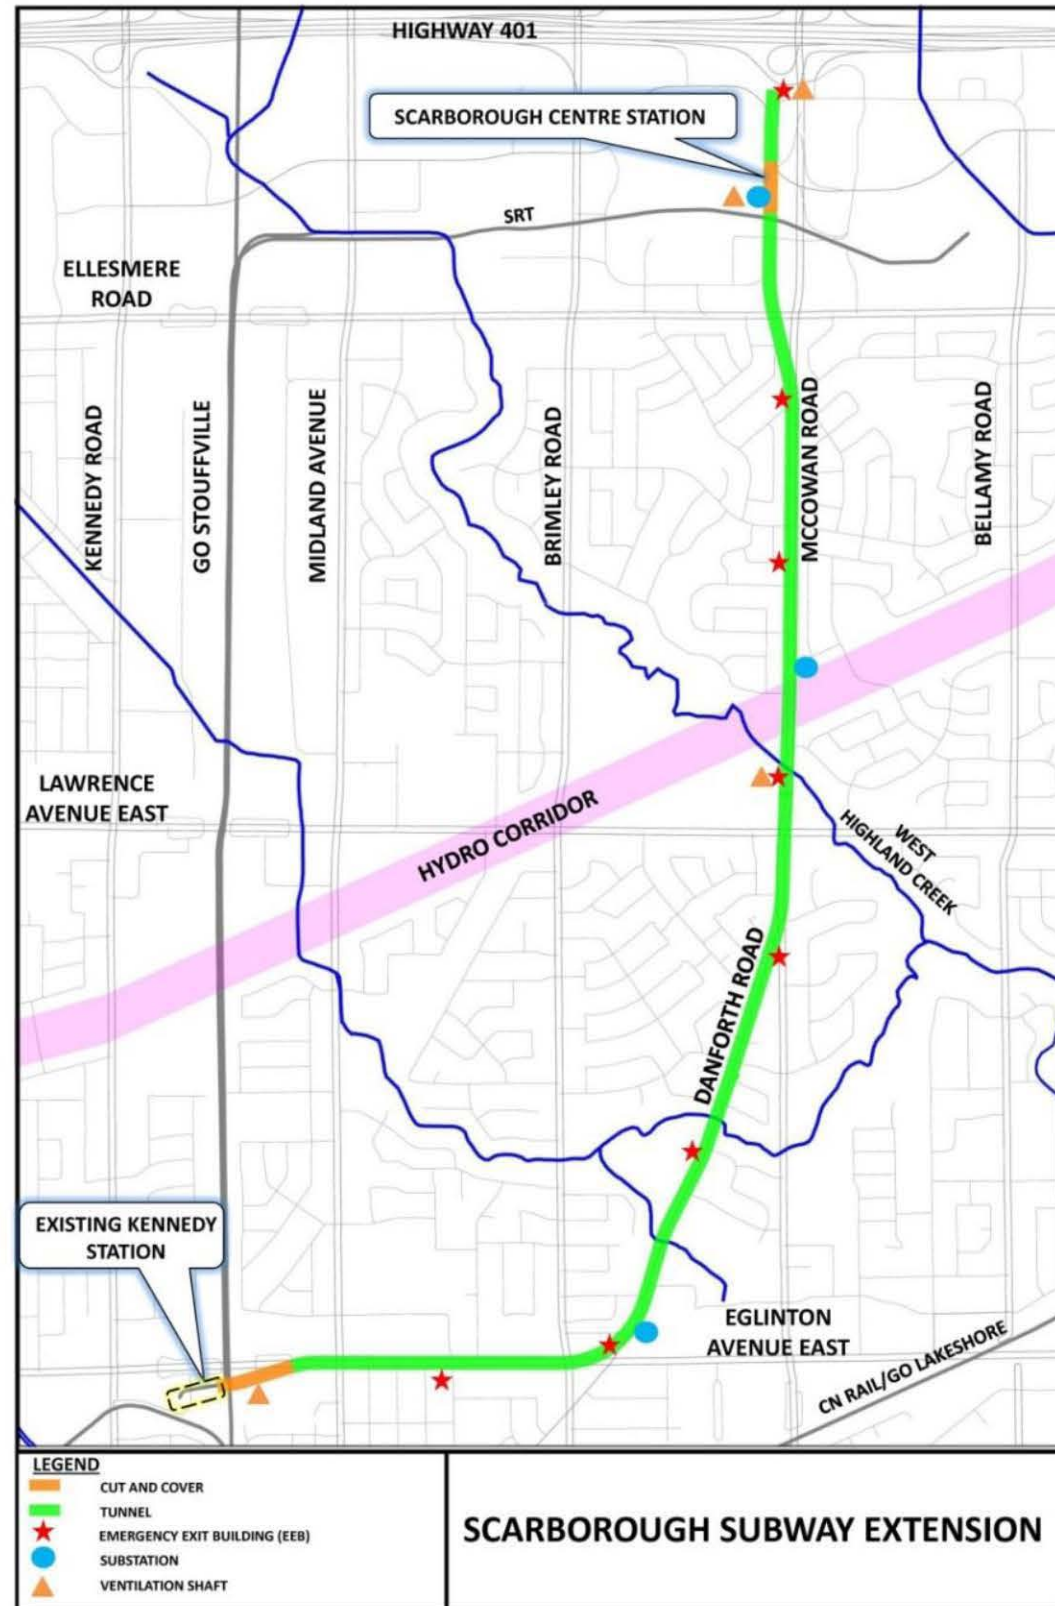 HIGHWAY 401
SCARBOROUGH CENTRE STATION
SRT
ELLESMERE
ROAD
KENNEDY ROAD
GO STOUFFVILLE
MIDLAND AVENUE
BRIMLEY ROAD
MCCOWAN ROAD
BELLAMY ROAD
LAWRENCE
AVENUE EAST
HYDRO CORRIDOR
WEST
HIGHLAND CREEK
DANFORTH ROAD
EXISTING KENNEDY
STATION
EGLINTON
AVENUE EAST
CN RAIL/GO LAKESHORE
LEGEND
CUT AND COVER
TUNNEL
EMERGENCY EXIT BUILDING (EEB)
SUBSTATION
VENTILATION SHAFT
SCARBOROUGH SUBWAY EXTENSION